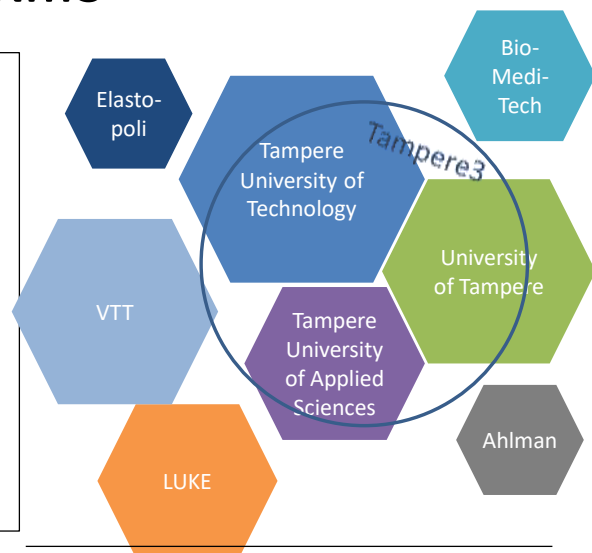 Bio-
Medi-
Tech
Elasto-
poli
Tampere3
Tampere
University of
Technology
University
of Tampere
VTT
Tampere
University
of Applied
Sciences
Ahlman
LUKE